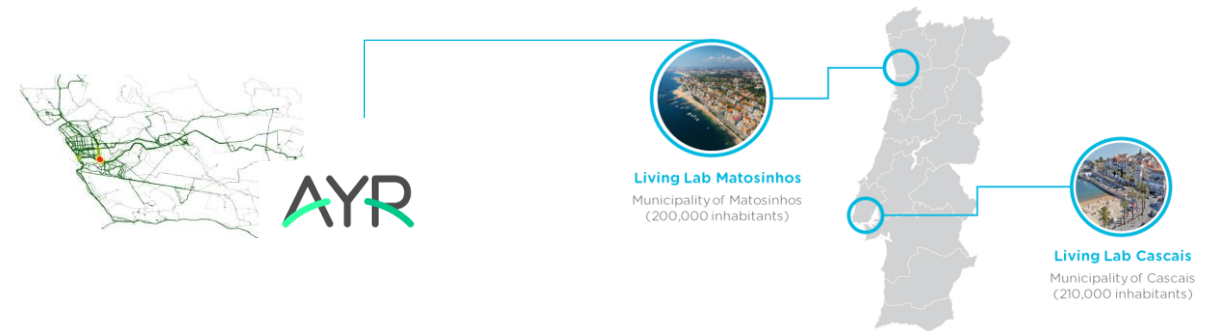 AYR
Living Lab Matosinhos
Municipality of Matosinhos
(200,000 inhabitants)
Living Lab Cascais
Municipality of Cascais
(210,000 inhabitants)